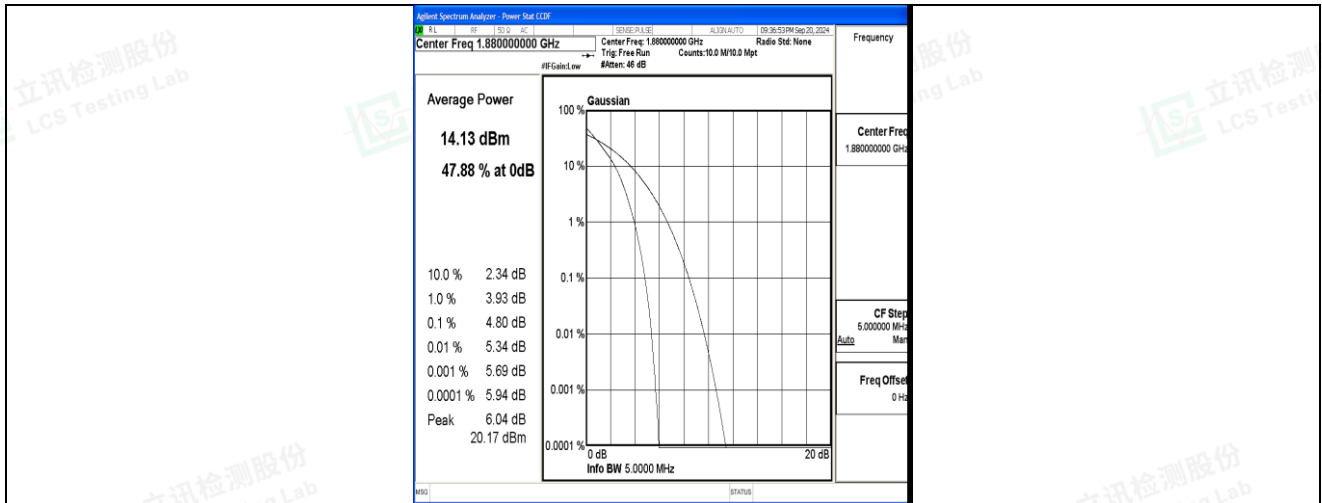 Agilent Spectrum Analyzer - Power Stat CCDF
RL RF 50 Ω AC SENSE:PULSE ALIGN AUTO 09:36:53 PM Sep 20, 2024
Center Freq 1.880000000 GHz
Center Freq: 1.880000000 GHz Radio Std: None
Trig: Free Run Counts:10.0 M/10.0 Mpt
#IFGain:Low #Atten: 46 dB
Frequency
Average Power
14.13 dBm
47.88 % at 0dB
10.0 % 2.34 dB
1.0 % 3.93 dB
0.1 % 4.80 dB
0.01 % 5.34 dB
0.001 % 5.69 dB
0.0001 % 5.94 dB
Peak 6.04 dB
20.17 dBm
Gaussian
100 %
10 %
1 %
0.1 %
0.01 %
0.001 %
0.0001 %
0 dB 20 dB
Info BW 5.0000 MHz
Center Freq
1.880000000 GHz
CF Step
5.000000 MHz
Auto Man
Freq Offset
0 Hz
MSG STATUS
立讯检测股份
LCS Testing Lab
立讯检测股份